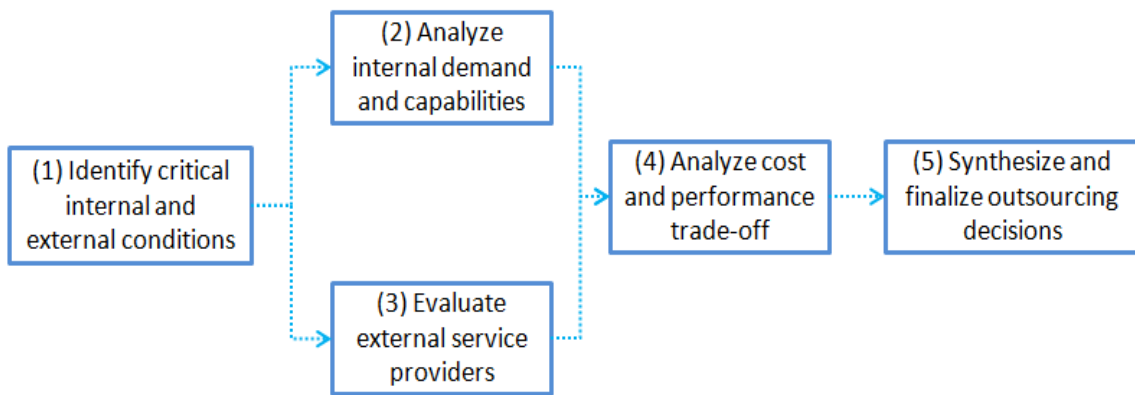 (1) Identify critical
internal and
external conditions
(2) Analyze
internal demand
and capabilities
(3) Evaluate
external service
providers
(4) Analyze cost
and performance
trade-off
(5) Synthesize and
finalize outsourcing
decisions